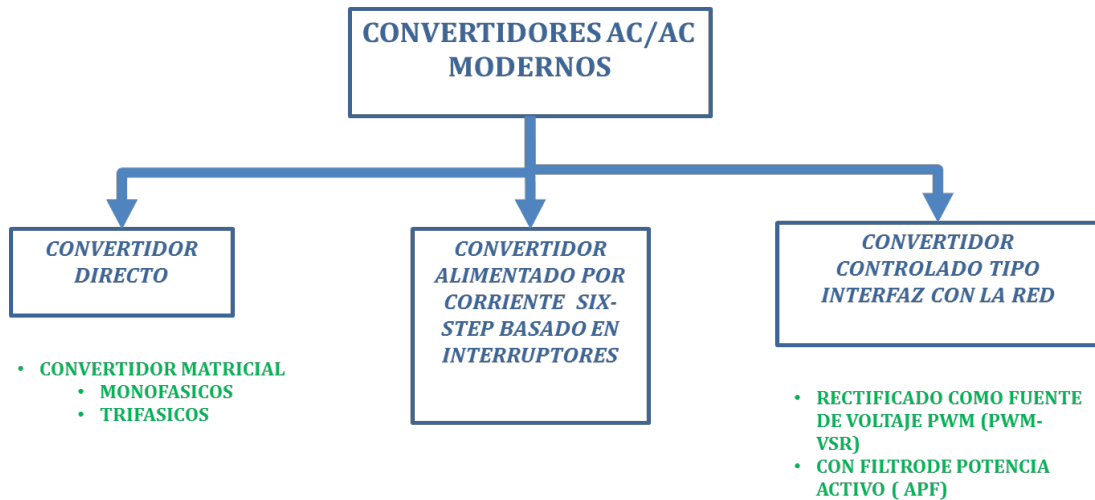 CONVERTIDORES AC/AC
MODERNOS
CONVERTIDOR
DIRECTO
CONVERTIDOR
ALIMENTADO POR
CORRIENTE SIX-
STEP BASADO EN
INTERRUPTORES
CONVERTIDOR
CONTROLADO TIPO
INTERFAZ CON LA RED
• CONVERTIDOR MATRICIAL
• MONOFASICOS
• TRIFASICOS
• RECTIFICADO COMO FUENTE
DE VOLTAJE PWM (PWM-
VSR)
• CON FILTRODE POTENCIA
ACTIVO ( APF)